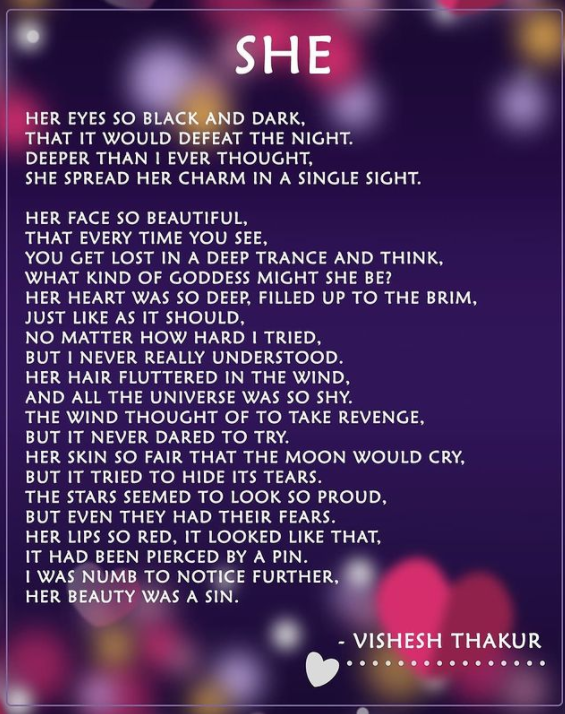 SHE
HER EYES SO BLACK AND DARK,
THAT IT WOULD DEFEAT THE NIGHT.
DEEPER THAN I EVER THOUGHT,
SHE SPREAD HER CHARM IN A SINGLE SIGHT.
HER FACE SO BEAUTIFUL,
THAT EVERY TIME YOU SEE,
YOU GET LOST IN A DEEP TRANCE AND THINK,
WHAT KIND OF GODDESS MIGHT SHE BE?
HER HEART WAS SO DEEP, FILLED UP TO THE BRIM,
JUST LIKE AS IT SHOULD,
NO MATTER HOW HARD I TRIED,
BUT I NEVER REALLY UNDERSTOOD.
HER HAIR FLUTTERED IN THE WIND,
AND ALL THE UNIVERSE WAS SO SHY.
THE WIND THOUGHT OF TO TAKE REVENGE,
BUT IT NEVER DARED TO TRY.
HER SKIN SO FAIR THAT THE MOON WOULD CRY,
BUT IT TRIED TO HIDE ITS TEARS.
THE STARS SEEMED TO LOOK SO PROUD,
BUT EVEN THEY HAD THEIR FEARS.
HER LIPS SO RED, IT LOOKED LIKE THAT,
IT HAD BEEN PIERCED BY A PIN.
I WAS NUMB TO NOTICE FURTHER,
HER BEAUTY WAS A SIN.
- VISHESH THAKUR